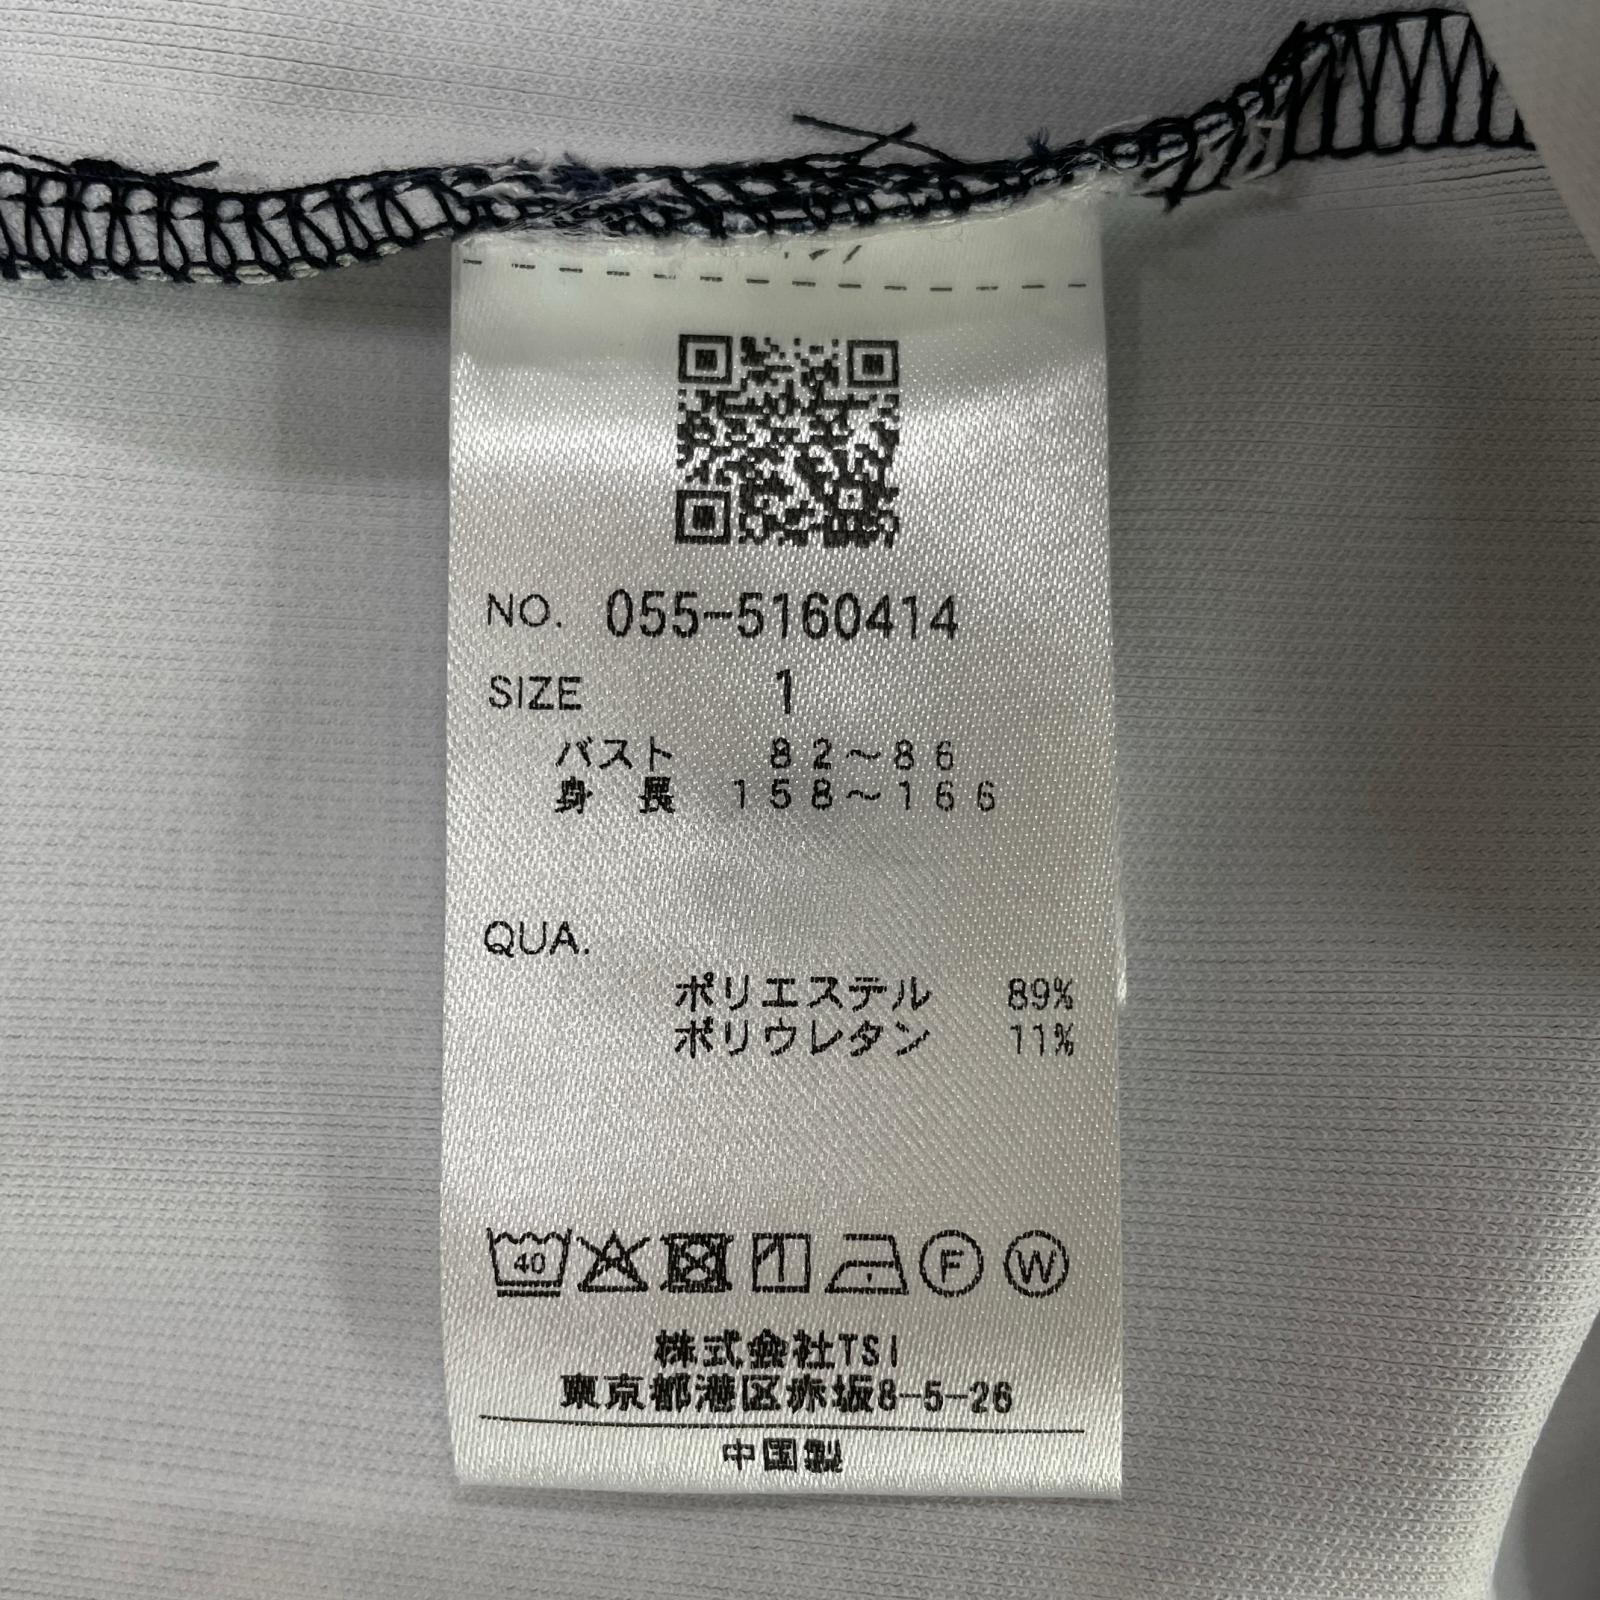 NO. 055-5160414
SIZE 1
バスト 82～86
身長 158～166
QUA.
ポリエステル 89%
ポリウレタン 11%
40 F W
株式会社TSI
東京都港区赤坂8-5-26
中国製